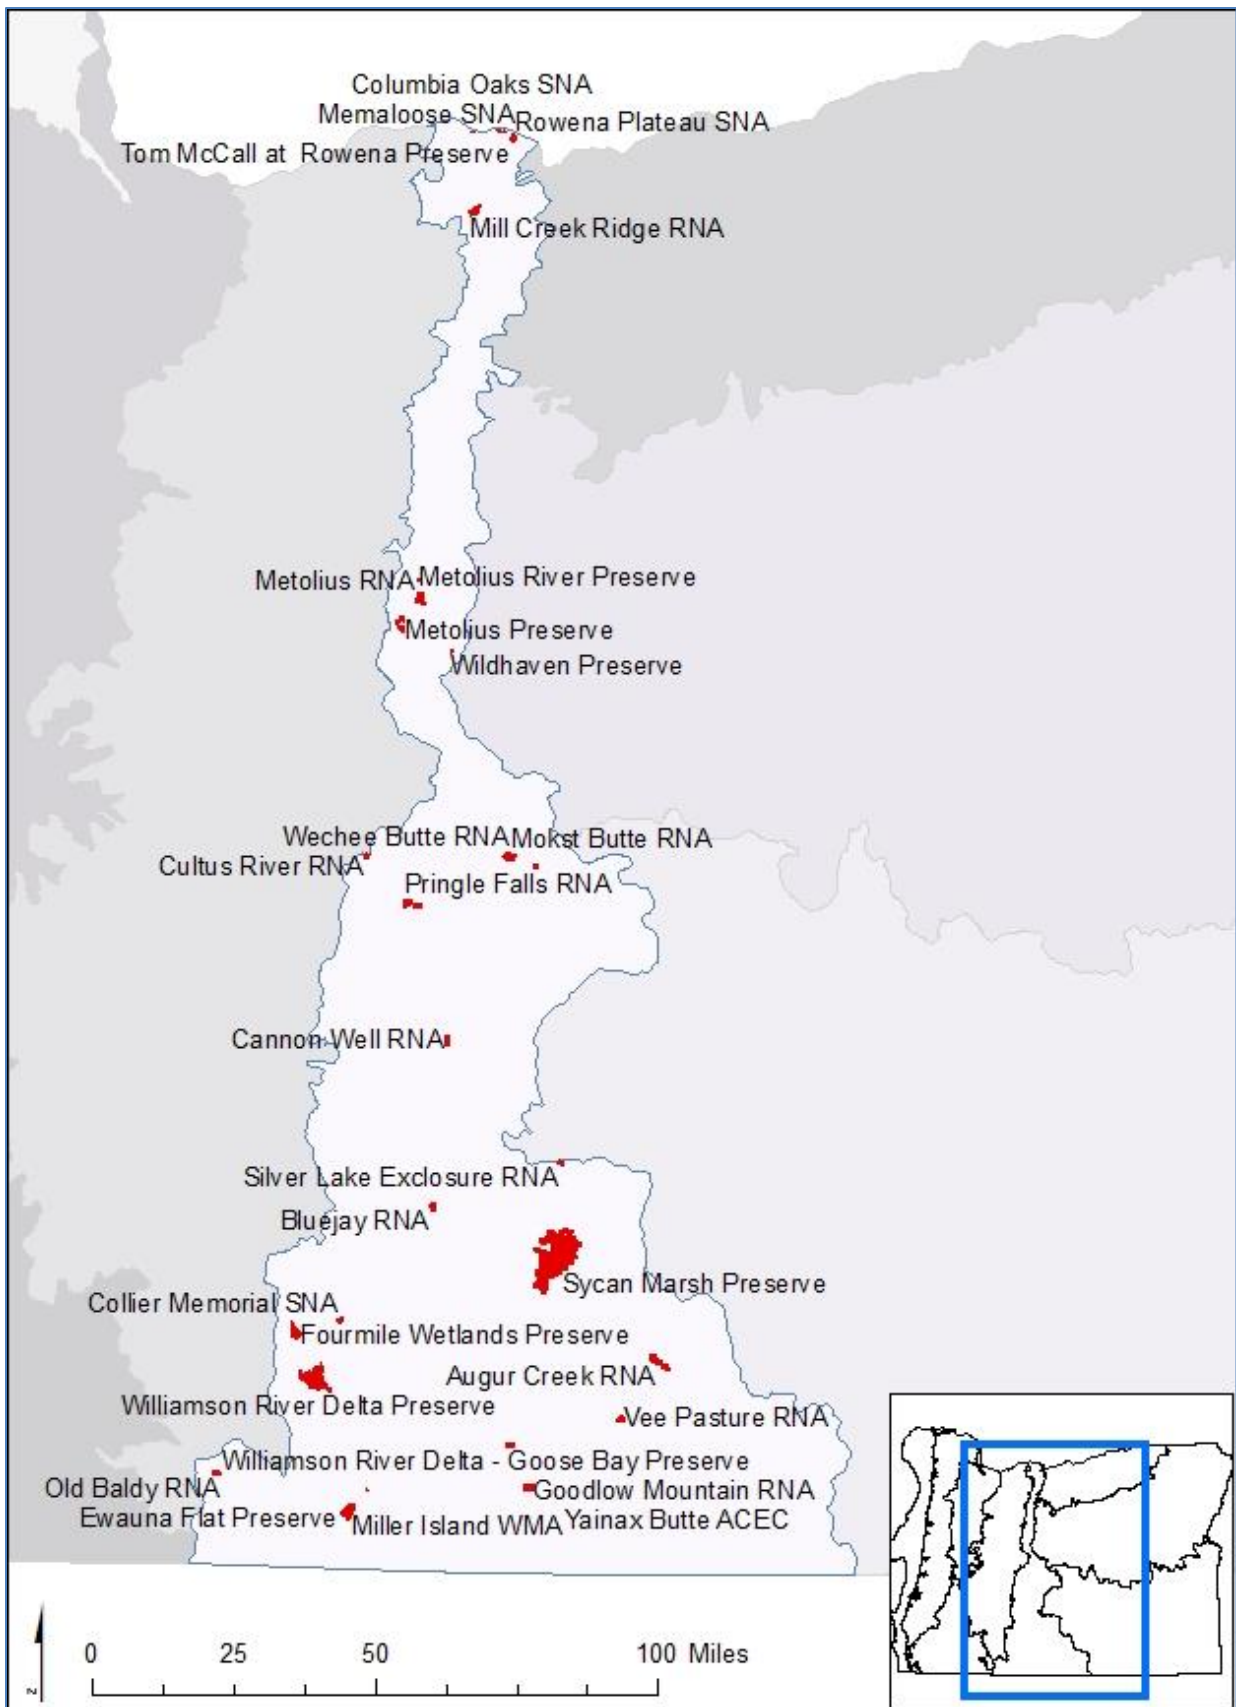 Columbia Oaks SNA
Memaloose SNA
Rowena Plateau SNA
Tom McCall at Rowena Preserve
Mill Creek Ridge RNA
Metolius RNA
Metolius River Preserve
Metolius Preserve
Wildhaven Preserve
Wechee Butte RNA
Mokst Butte RNA
Cultus River RNA
Pringle Falls RNA
Cannon Well RNA
Silver Lake Exclosure RNA
Bluejay RNA
Sycan Marsh Preserve
Collier Memorial SNA
Fourmile Wetlands Preserve
Augur Creek RNA
Williamson River Delta Preserve
Vee Pasture RNA
Williamson River Delta - Goose Bay Preserve
Old Baldy RNA
Goodlow Mountain RNA
Ewauna Flat Preserve
Miller Island WMA
Yainax Butte ACEC
0 25 50 100 Miles
N